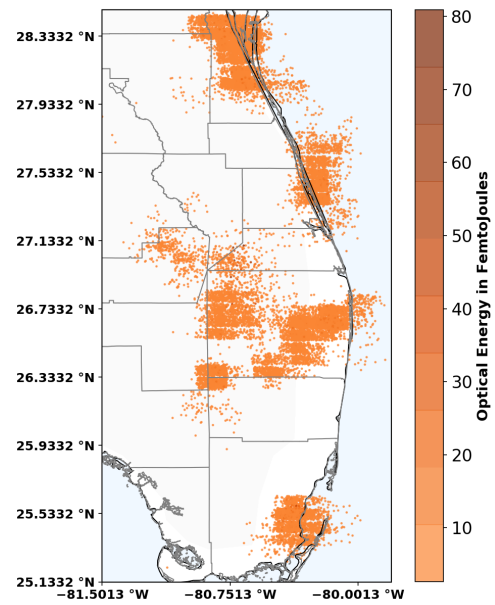 28.3332 °N
27.9332 °N
27.5332 °N
27.1332 °N
26.7332 °N
26.3332 °N
25.9332 °N
25.5332 °N
25.1332 °N
−81.5013 °W
−80.7513 °W
−80.0013 °W
80
70
60
50
40
30
20
10
Optical Energy in FemtoJoules